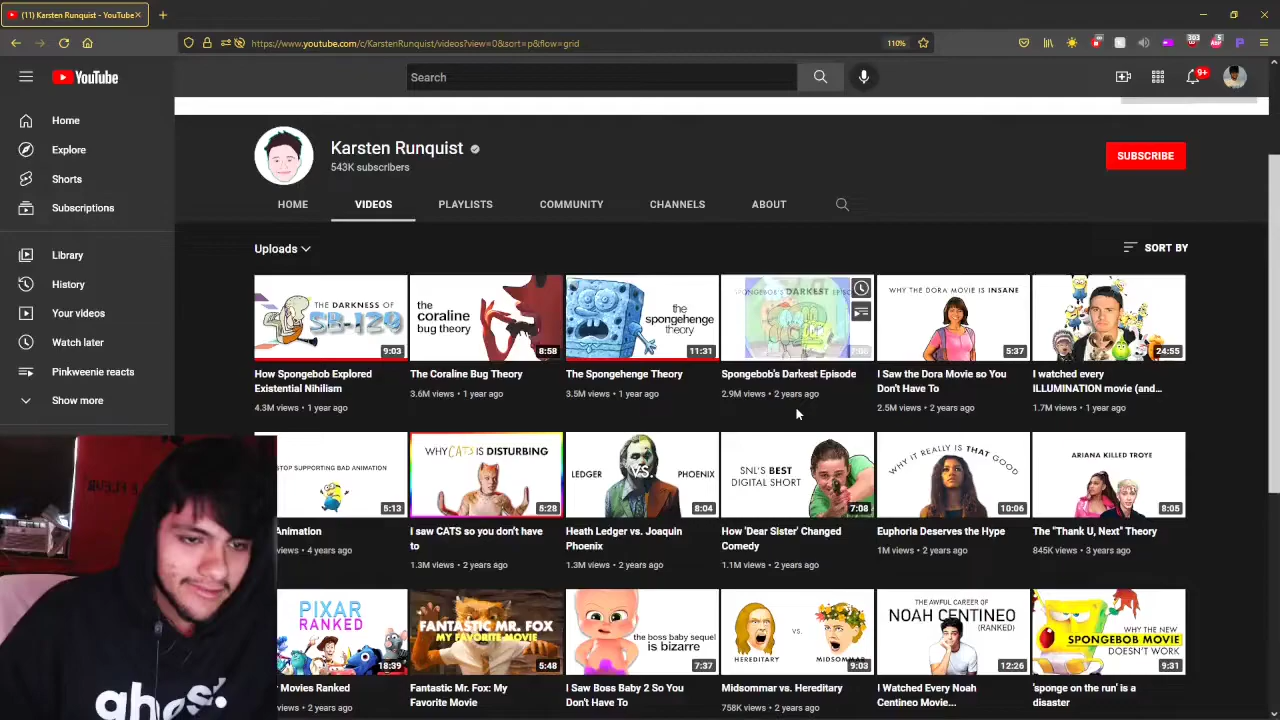 (11) Karsten Runquist - YouTube
https://www.youtube.com/c/KarstenRunquist/videos?view=0&sort=p&flow=grid
110%
YouTube
Search
9+
Home
Explore
Shorts
Subscriptions
Library
History
Your videos
Watch later
Pinkweenie reacts
Show more
Karsten Runquist
543K subscribers
SUBSCRIBE
HOME
VIDEOS
PLAYLISTS
COMMUNITY
CHANNELS
ABOUT
Uploads
SORT BY
THE DARKNESS OF
SB-129
9:03
How Spongebob Explored
Existential Nihilism
4.3M views • 1 year ago
the
coraline
bug theory
8:58
The Coraline Bug Theory
3.6M views • 1 year ago
the
spongehenge
theory
11:31
The Spongehenge Theory
3.5M views • 1 year ago
SPONGEBOB'S DARKEST
Spongebob's Darkest Episode
2.9M views • 2 years ago
WHY THE DORA MOVIE IS INSANE
5:37
I Saw the Dora Movie so You
Don't Have To
2.5M views • 2 years ago
24:55
I watched every
ILLUMINATION movie (and...
1.7M views • 1 year ago
STOP SUPPORTING BAD ANIMATION
5:13
Animation
views • 4 years ago
WHY CATS IS DISTURBING
5:28
I saw CATS so you don't have
to
1.3M views • 2 years ago
LEDGER VS. PHOENIX
8:04
Heath Ledger vs. Joaquin
Phoenix
1.3M views • 2 years ago
SNL'S BEST
DIGITAL SHORT
7:08
How 'Dear Sister' Changed
Comedy
1.1M views • 2 years ago
WHY IT REALLY IS THAT GOOD
10:06
Euphoria Deserves the Hype
1M views • 2 years ago
ARIANA KILLED TROYE
8:05
The "Thank U, Next" Theory
845K views • 3 years ago
PIXAR
RANKED
18:39
Movies Ranked
views • 2 years ago
FANTASTIC MR. FOX
MY FAVORITE MOVIE
5:48
Fantastic Mr. Fox: My
Favorite Movie
the boss baby sequel
is bizarre
7:37
I Saw Boss Baby 2 So You
Don't Have To
VS.
HEREDITARY
MIDSOMMAR
9:03
Midsommar vs. Hereditary
758K views • 2 years ago
THE AWFUL CAREER OF
NOAH CENTINEO
(RANKED)
12:26
I Watched Every Noah
Centineo Movie...
WHY THE NEW
SPONGEBOB MOVIE
DOESN'T WORK
9:31
'sponge on the run' is a
disaster
ghost